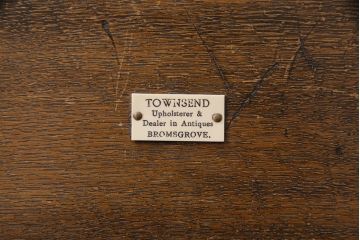 TOWNSEND
Upholsterer &
Dealer in Antiques
BROMSGROVE.